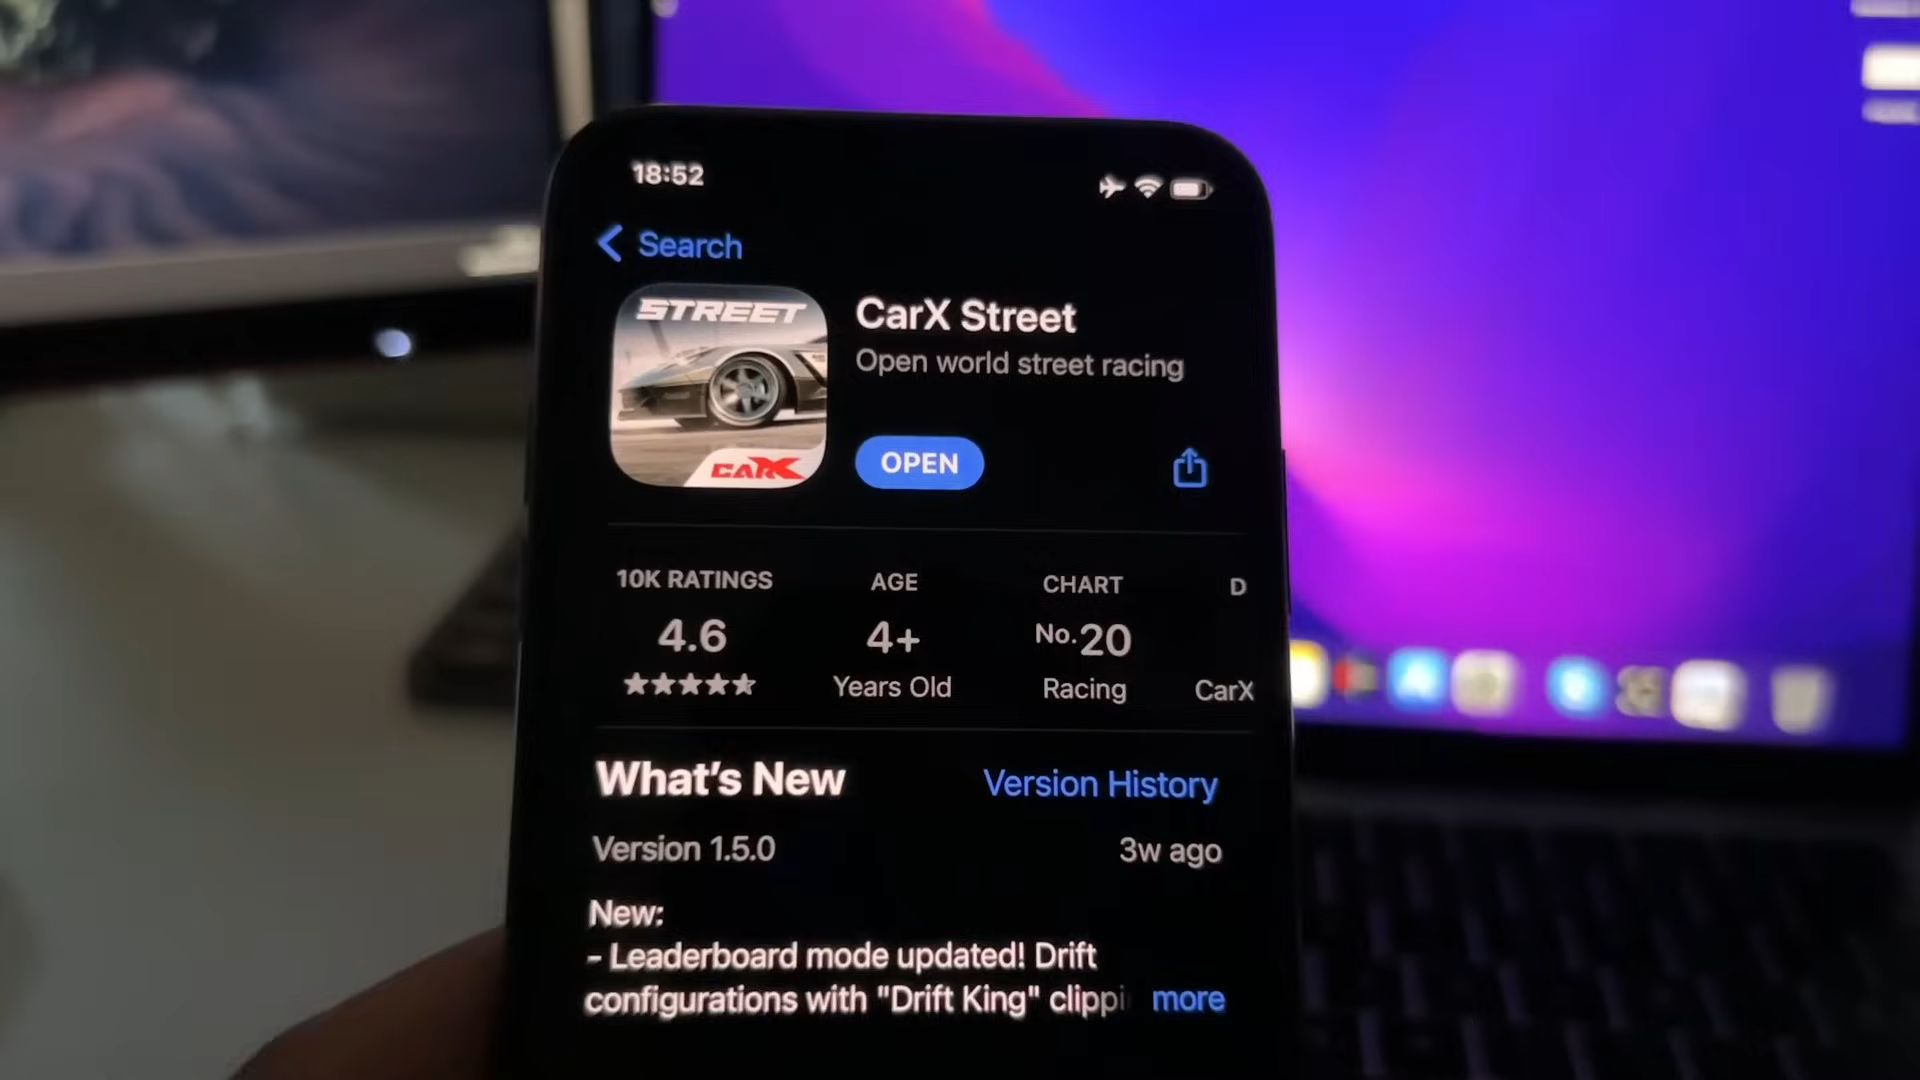 18:52
Search
STREET
CarX
CarX Street
Open world street racing
OPEN
10K RATINGS
4.6
AGE
4+
Years Old
CHART
No.20
Racing
D
CarX
What's New
Version History
Version 1.5.0
3w ago
New:
- Leaderboard mode updated! Drift
configurations with "Drift King" clippi more